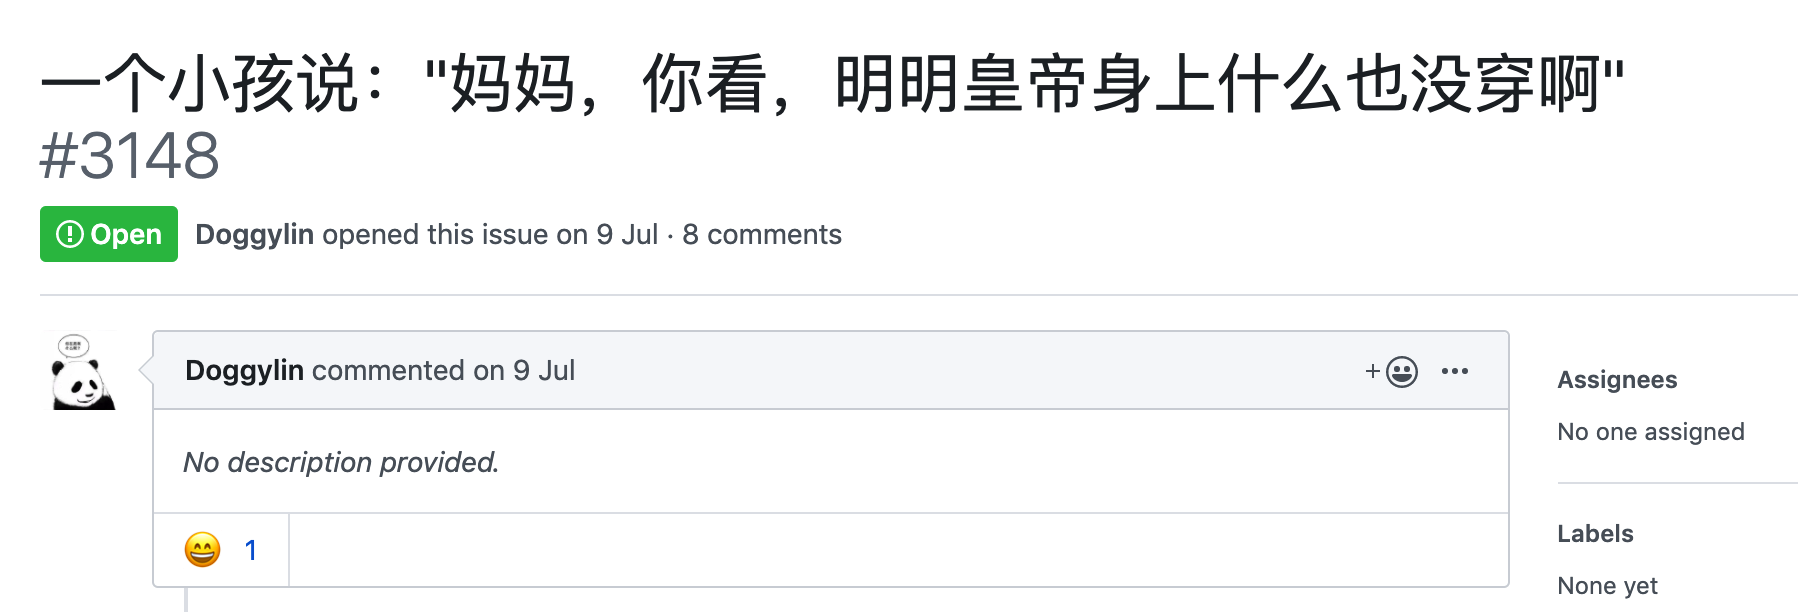 一个小孩说："妈妈，你看，明明皇帝身上什么也没穿啊"
#3148
Open Doggylin opened this issue on 9 Jul · 8 comments
Doggylin commented on 9 Jul
Assignees
No one assigned
No description provided.
Labels
1
None yet